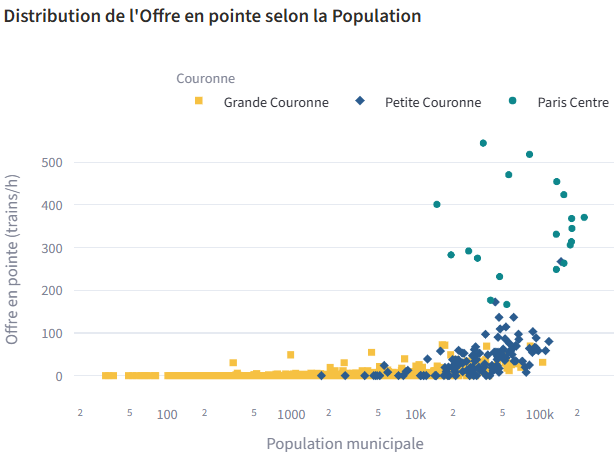 Distribution de l'Offre en pointe selon la Population
Couronne
Grande Couronne
Petite Couronne
Paris Centre
Offre en pointe (trains/h)
500
400
300
200
100
0
2
5
100
2
5
1000
2
5
10k
2
5
100k
2
Population municipale